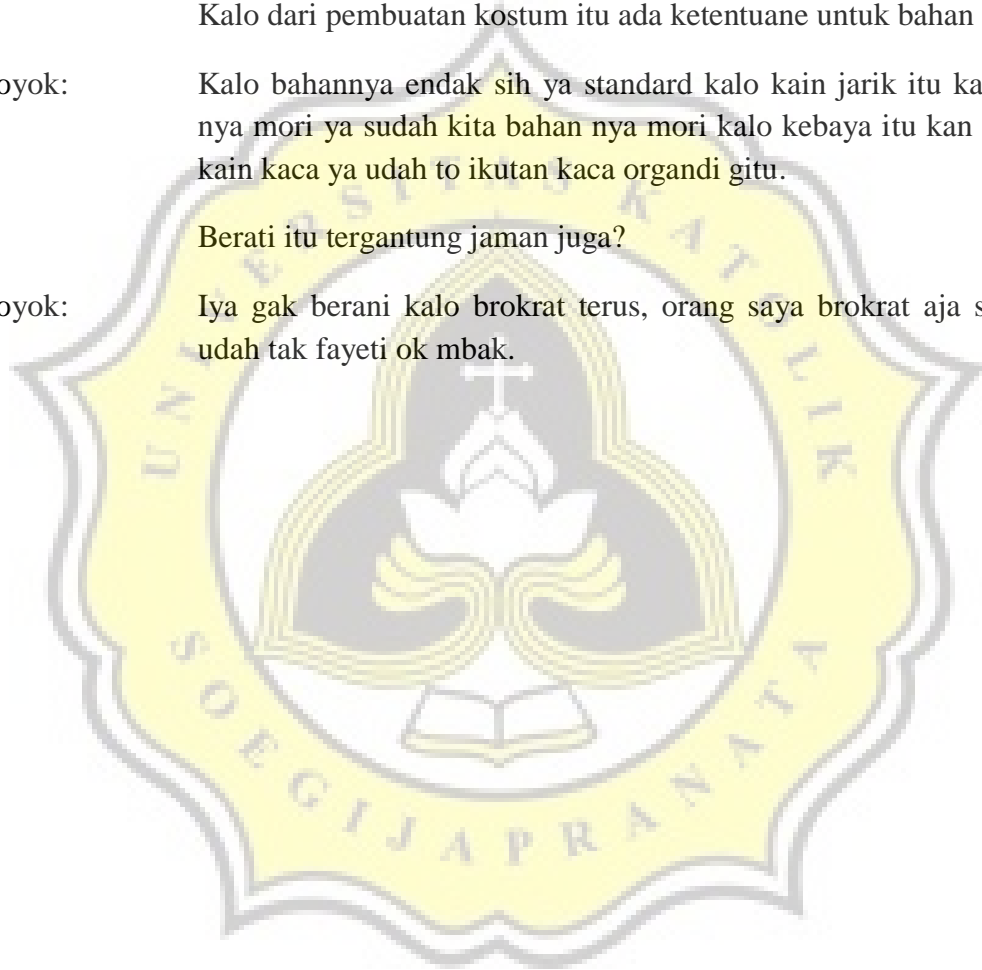 Kalo dari pembuatan kostum itu ada ketentuane untuk bahan
oyok: Kalo bahannya endak sih ya standard kalo kain jarik itu ka
nya mori ya sudah kita bahan nya mori kalo kebaya itu kan
kain kaca ya udah to ikutan kaca organdi gitu.
Berati itu tergantung jaman juga?
oyok: Iya gak berani kalo brokrat terus, orang saya brokrat aja s
udah tak fayeti ok mbak.
UNIVERSITAS KATOLIK
SOEGIJAPRANATA